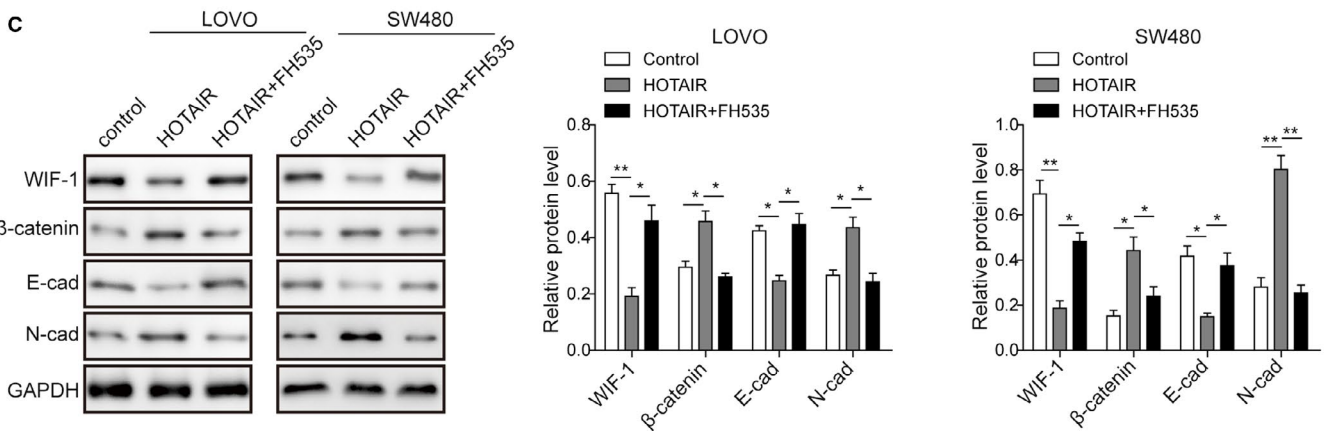 C
LOVO
SW480
control
HOTAIR
HOTAIR+FH535
control
HOTAIR
HOTAIR+FH535
WIF-1
β-catenin
E-cad
N-cad
GAPDH
LOVO
Control
HOTAIR
HOTAIR+FH535
Relative protein level
0.8
0.6
0.4
0.2
0.0
** * * * * * * *
WIF-1
β-catenin
E-cad
N-cad
SW480
Control
HOTAIR
HOTAIR+FH535
Relative protein level
1.0
0.8
0.6
0.4
0.2
0.0
** * * * * * ** **
WIF-1
β-catenin
E-cad
N-cad